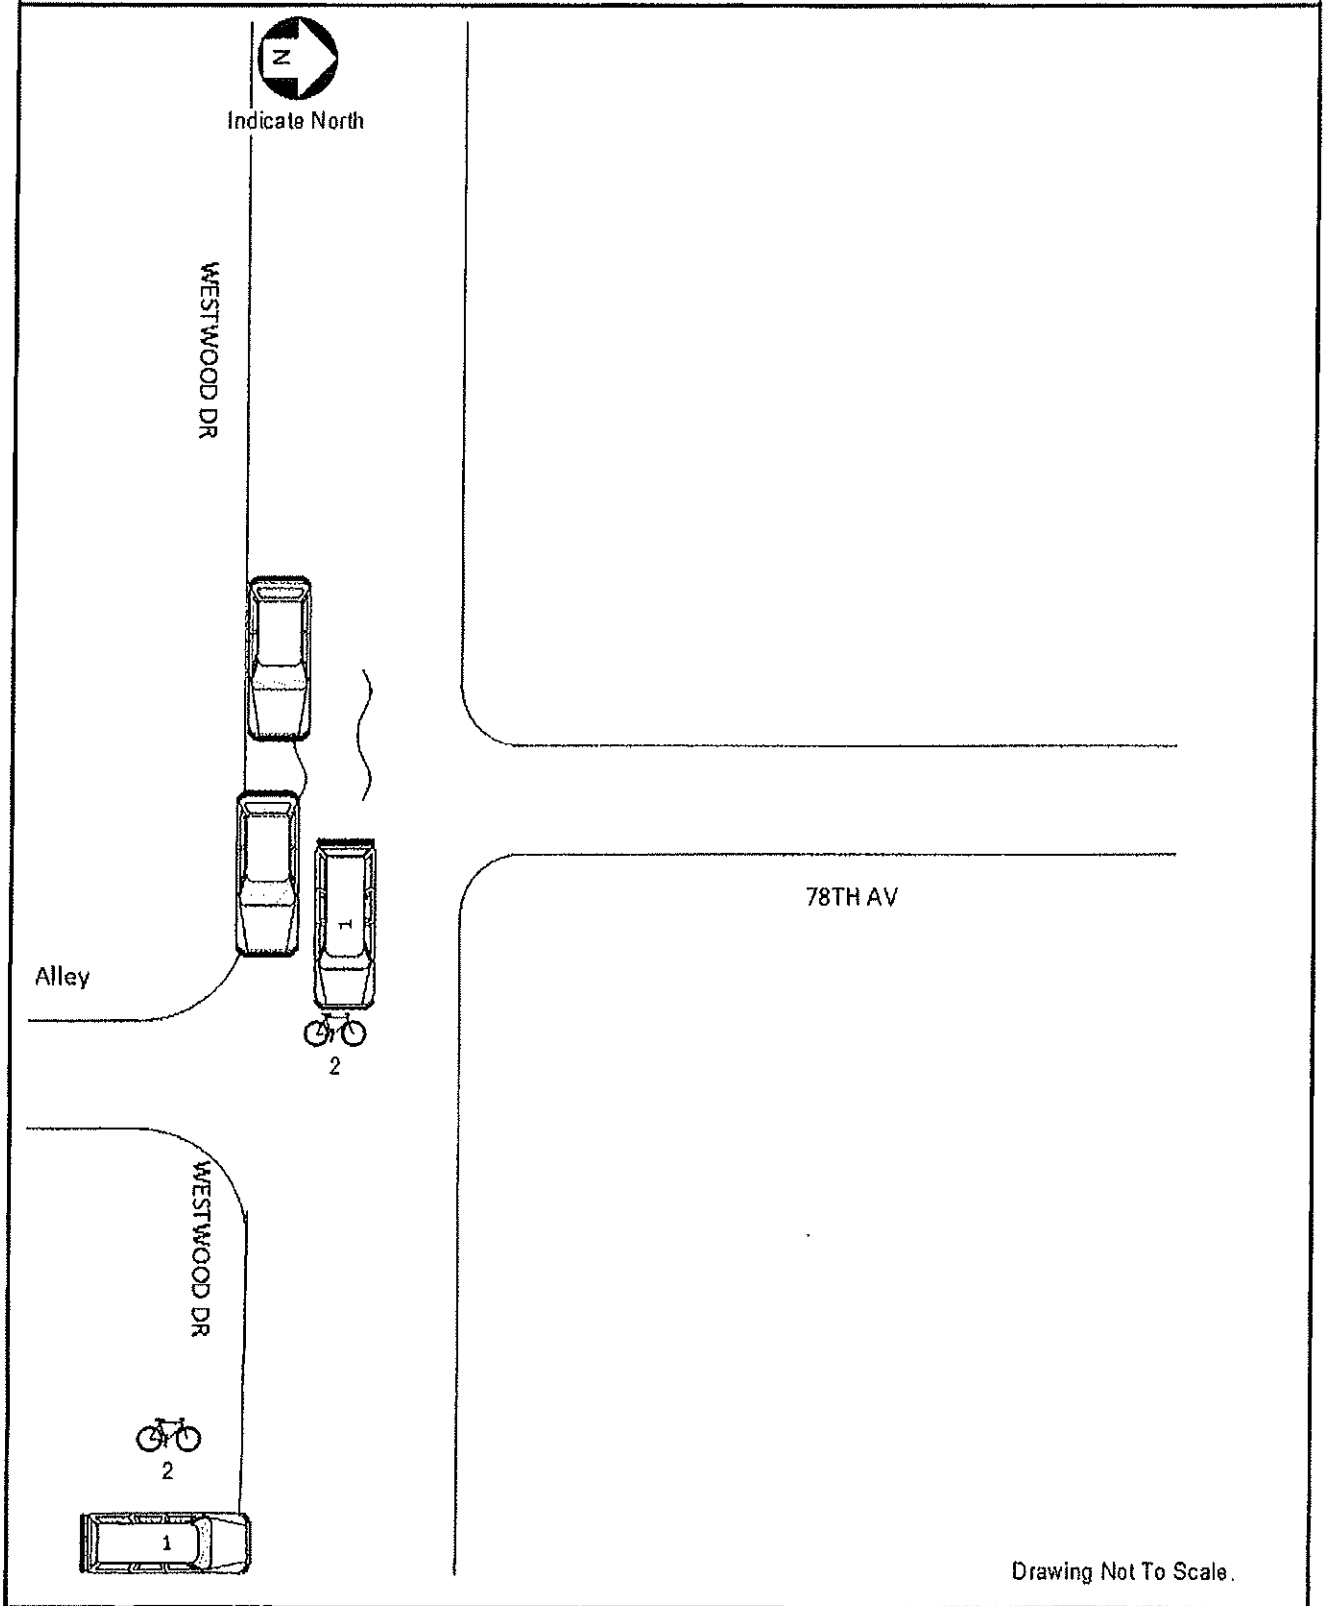 N
Indicate North
WESTWOOD DR
1
78TH AV
Alley
2
WESTWOOD DR
2
1
Drawing Not To Scale.